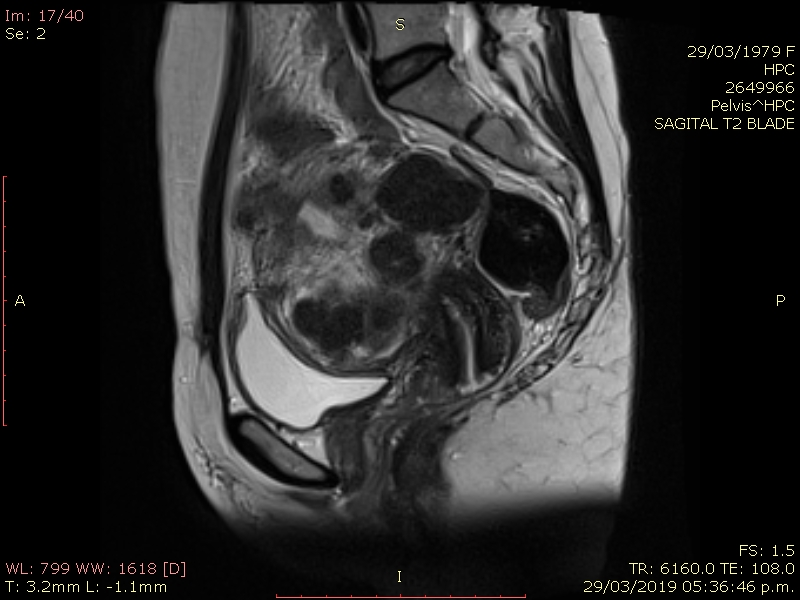 Im: 17/40
Se: 2
S
29/03/1979 F
HPC
2649966
Pelvis^HPC
SAGITAL T2 BLADE
A
P
WL: 799 WW: 1618 [D]
T: 3.2mm L: -1.1mm
I
FS: 1.5
TR: 6160.0 TE: 108.0
29/03/2019 05:36:46 p.m.